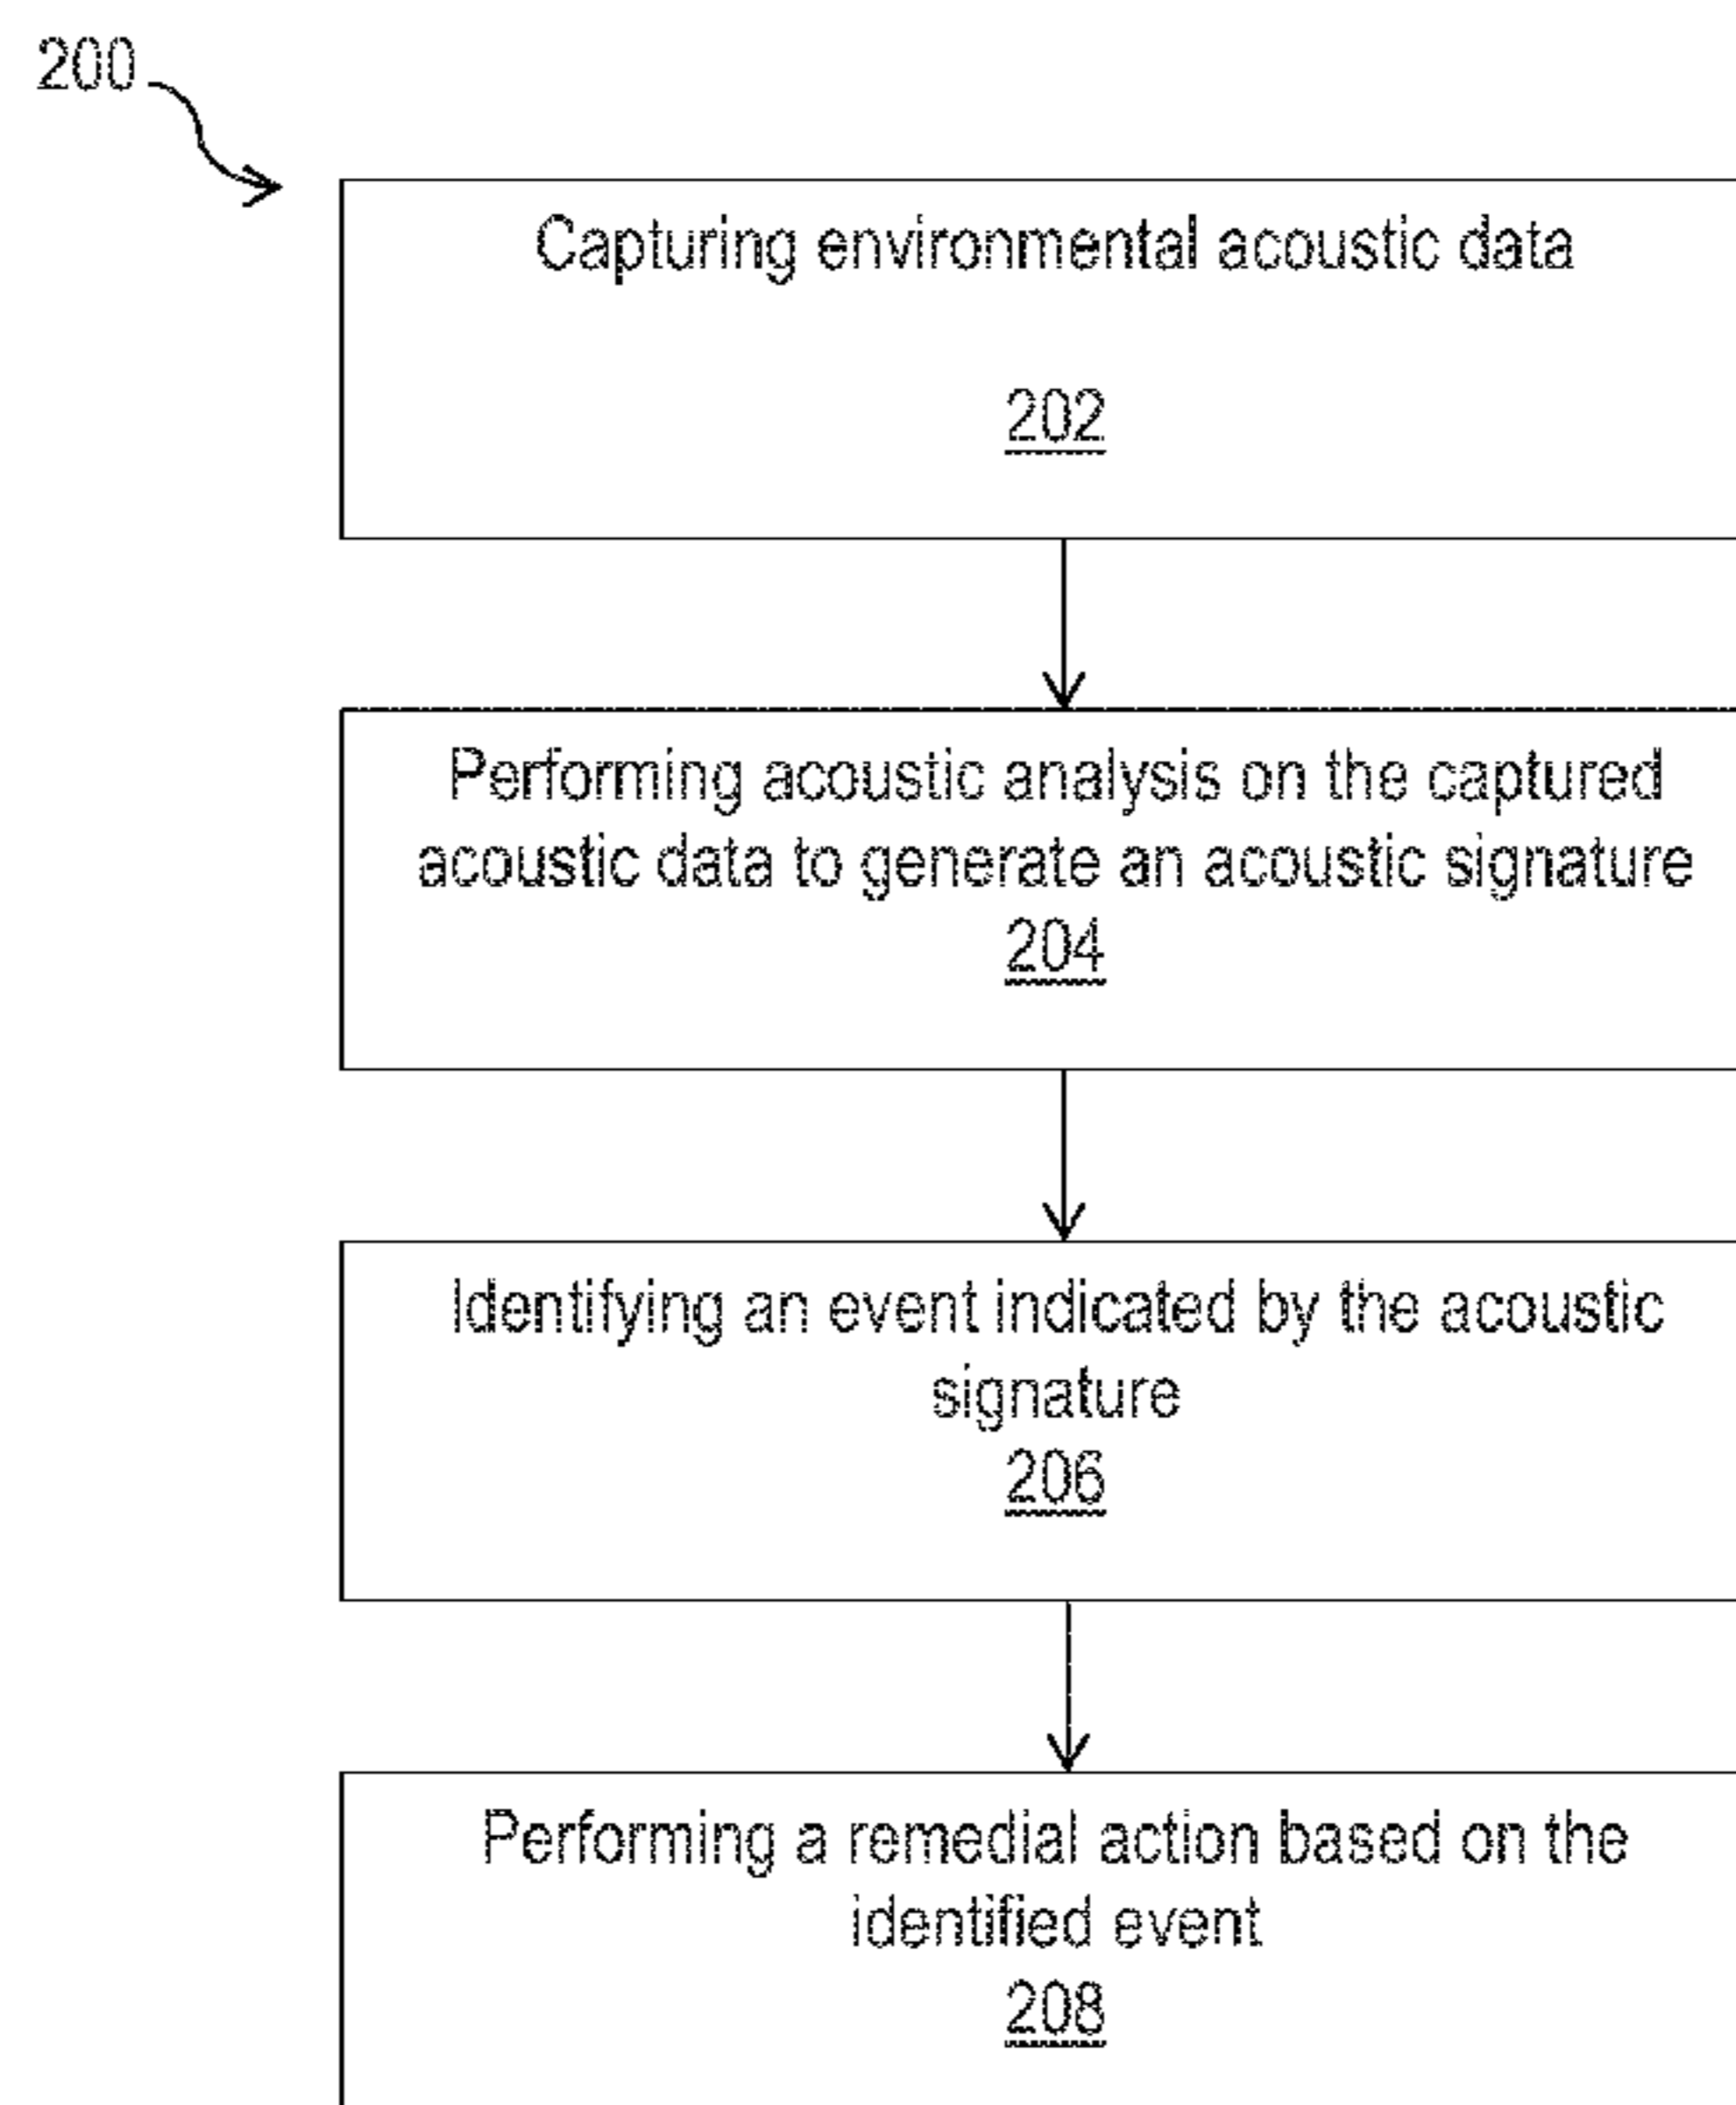 200
Capturing environmental acoustic data
202
Performing acoustic analysis on the captured
acoustic data to generate an acoustic signature
204
Identifying an event indicated by the acoustic
signature
206
Performing a remedial action based on the
identified event
208